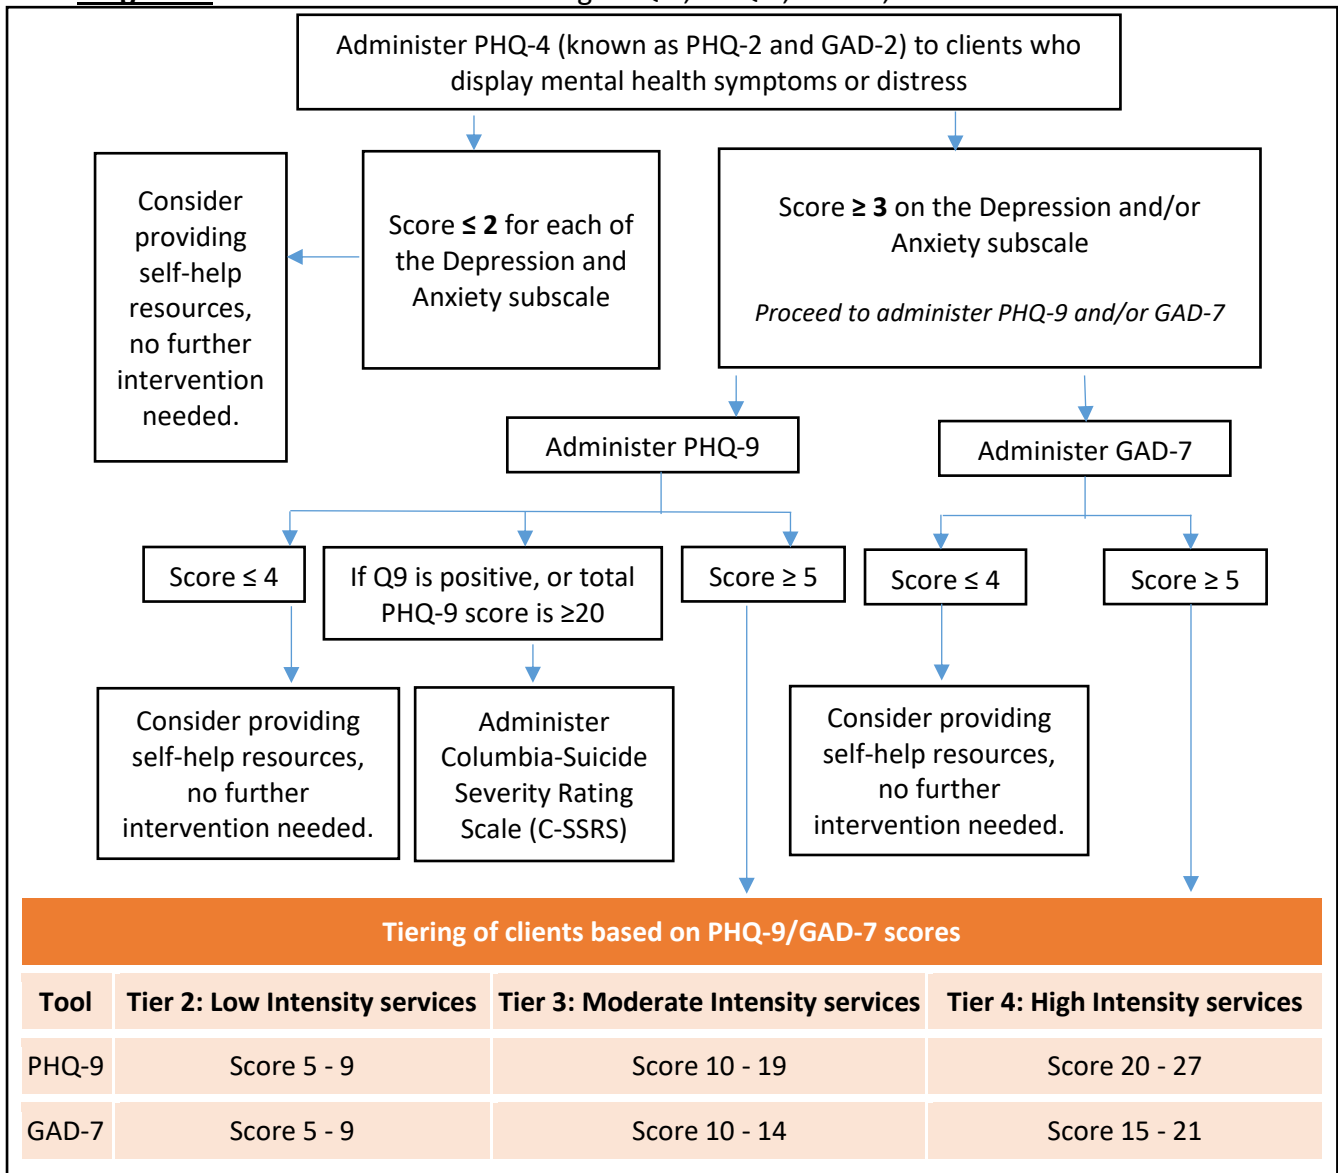 Administer PHQ-4 (known as PHQ-2 and GAD-2) to clients who
display mental health symptoms or distress
Consider
providing
self-help
resources,
no further
intervention
needed.
Score ≤ 2 for each of
the Depression and
Anxiety subscale
Score ≥ 3 on the Depression and/or
Anxiety subscale
Proceed to administer PHQ-9 and/or GAD-7
Administer PHQ-9
Administer GAD-7
Score ≤ 4
If Q9 is positive, or total
PHQ-9 score is ≥20
Score ≥ 5
Score ≤ 4
Score ≥ 5
Consider providing
self-help resources,
no further
intervention needed.
Administer
Columbia-Suicide
Severity Rating
Scale (C-SSRS)
Consider providing
self-help resources,
no further
intervention needed.
Tiering of clients based on PHQ-9/GAD-7 scores
Tool Tier 2: Low Intensity services Tier 3: Moderate Intensity services Tier 4: High Intensity services
PHQ-9 Score 5 - 9 Score 10 - 19 Score 20 - 27
GAD-7 Score 5 - 9 Score 10 - 14 Score 15 - 21